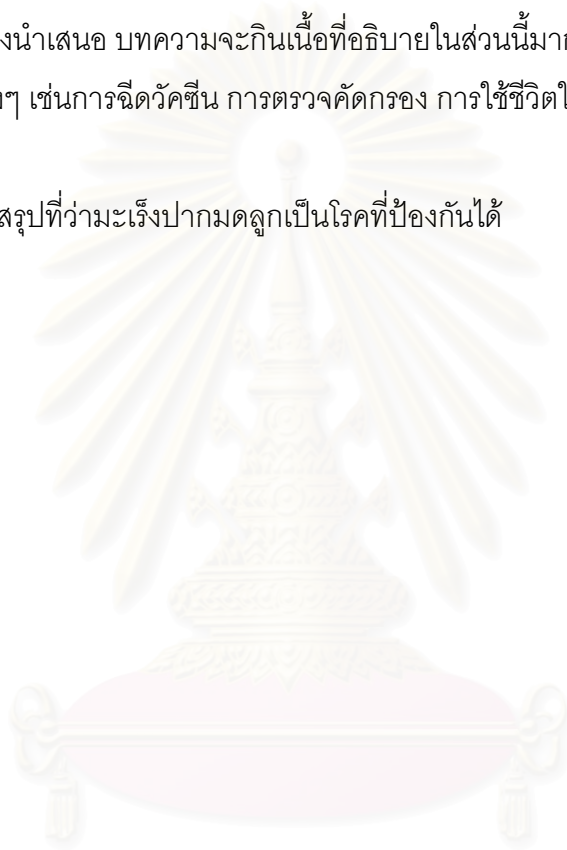 งนำเสนอ บทความจะกินเนื้อที่อธิบายในส่วนนี้มา
งๆ เช่นการฉีดวัคซีน การตรวจคัดกรอง การใช้ชีวิตใ
สรุปที่ว่ามะเร็งปากมดลูกเป็นโรคที่ป้องกันได้